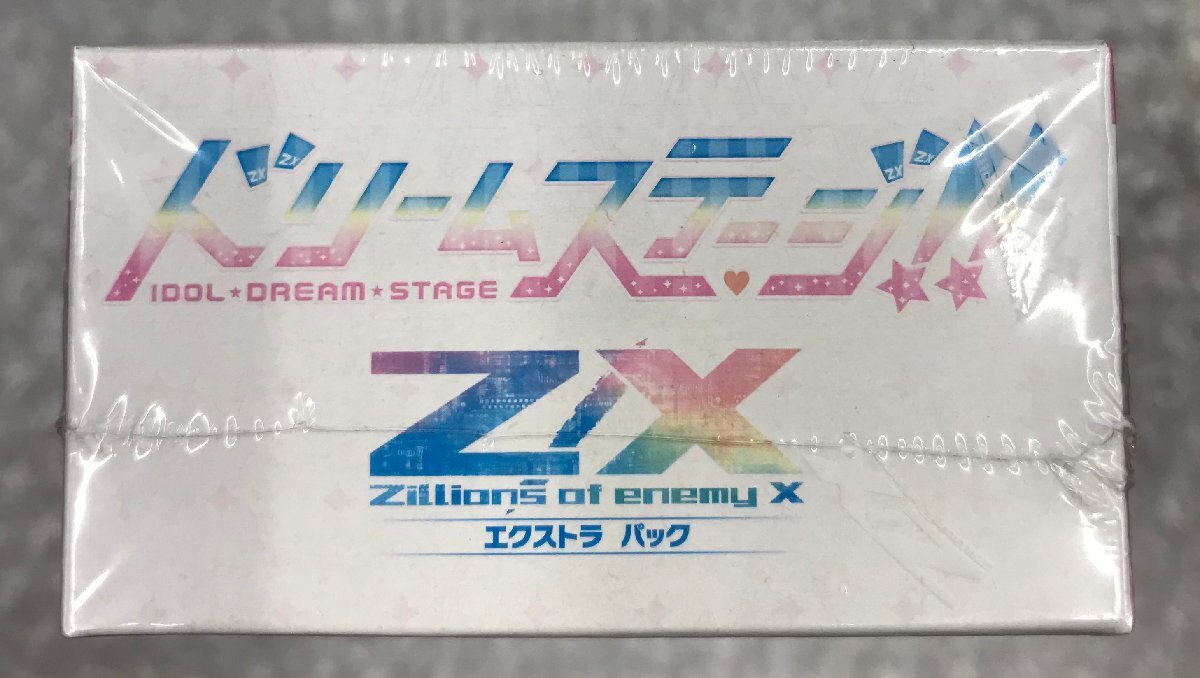 ドリームステージ!!
IDOL★DREAM★STAGE
Z/X
Zillions of enemy X
エクストラ パック